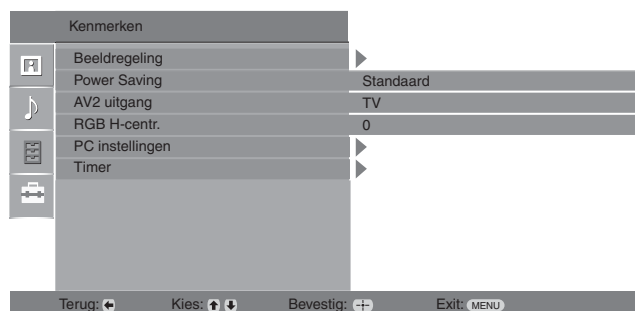 Kenmerken
Beeldregeling
Power Saving Standaard
AV2 uitgang TV
RGB H-centr. 0
PC instellingen
Timer
Terug: Kies: Bevestig: Exit: MENU